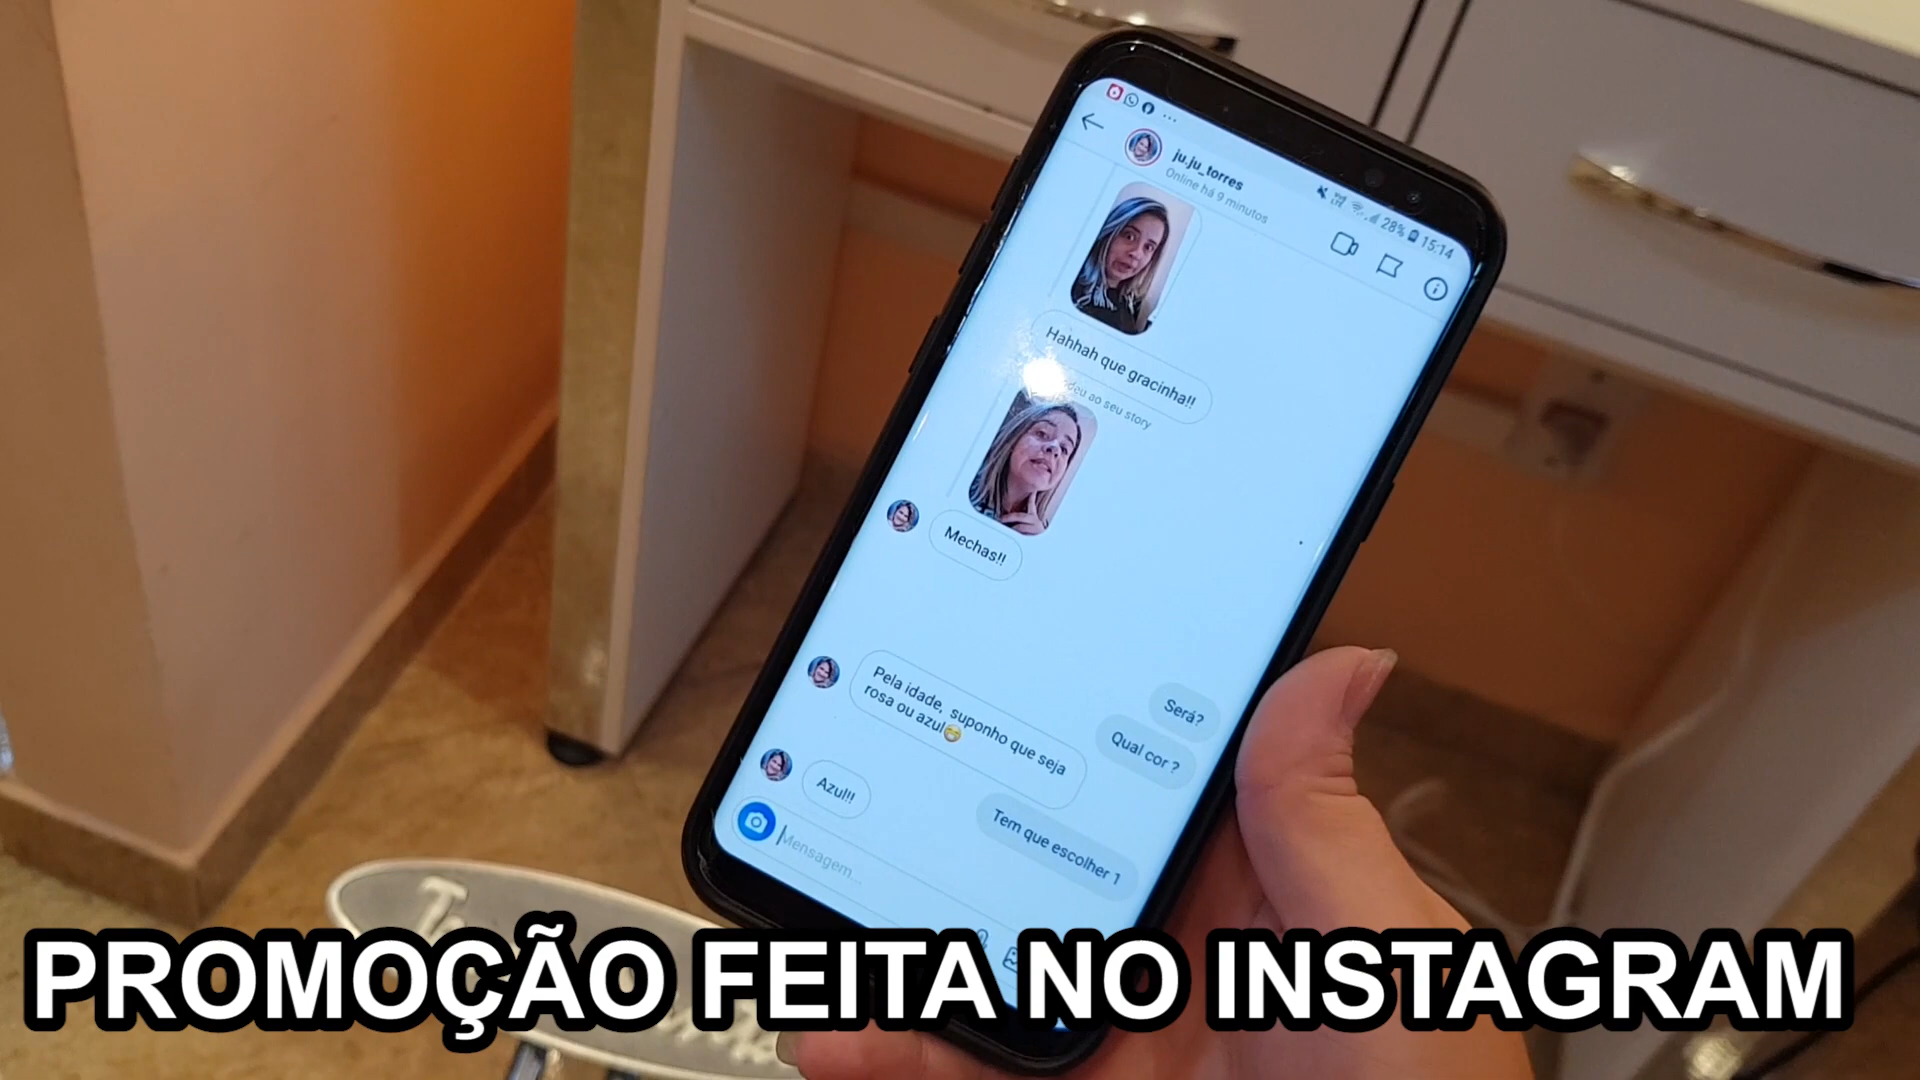 ju.ju_torres
Online há 9 minutos
28% 15:14
Hahhah que gracinha!!
ao seu story
Mechas!!
Será?
Qual cor ?
Pela idade, suponho que seja
rosa ou azul😁
Tem que escolher 1
Azul!!
Mensagem...
PROMOÇÃO FEITA NO INSTAGRAM